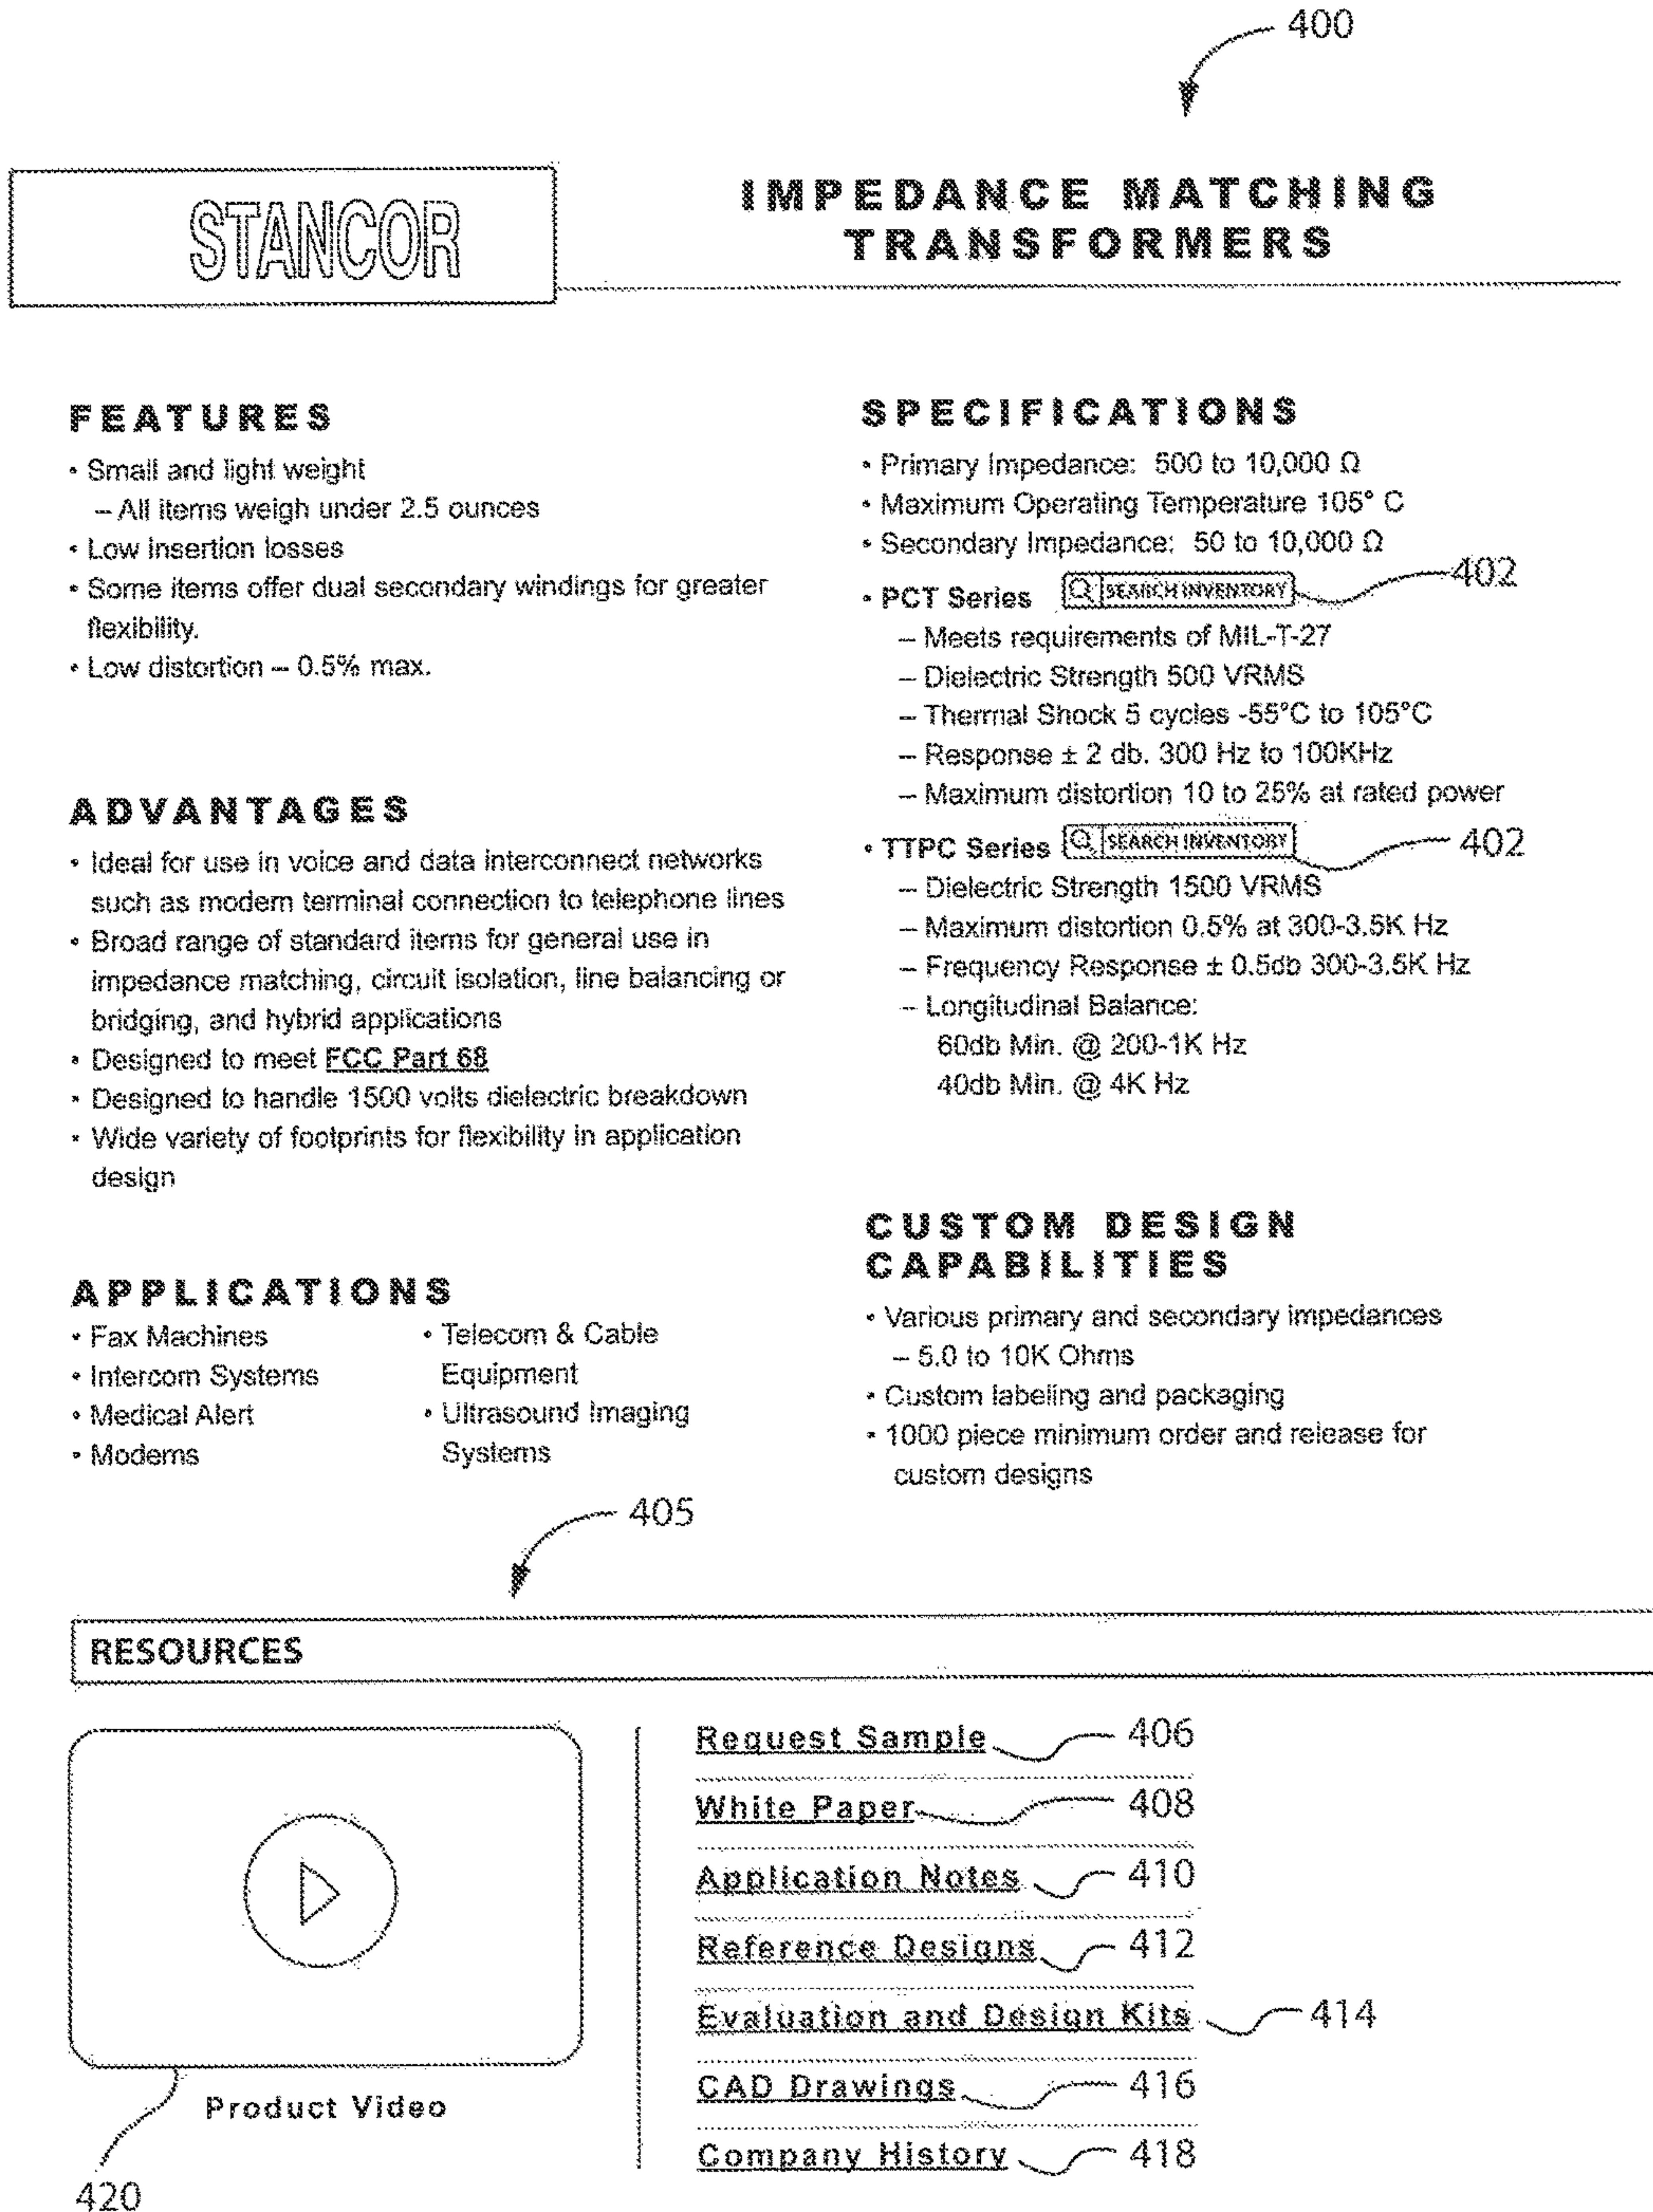 400
STANCOR
IMPEDANCE MATCHING
TRANSFORMERS
FEATURES
• Small and light weight
– All items weigh under 2.5 ounces
• Low insertion losses
• Some items offer dual secondary windings for greater
flexibility.
• Low distortion – 0.5% max.
ADVANTAGES
• Ideal for use in voice and data interconnect networks
such as modem terminal connection to telephone lines
• Broad range of standard items for general use in
impedance matching, circuit isolation, line balancing or
bridging, and hybrid applications
• Designed to meet FCC Part 68
• Designed to handle 1500 volts dielectric breakdown
• Wide variety of footprints for flexibility in application
design
APPLICATIONS
• Fax Machines
• Intercom Systems
• Medical Alert
• Modems
• Telecom & Cable
Equipment
• Ultrasound Imaging
Systems
SPECIFICATIONS
• Primary Impedance: 500 to 10,000 Ω
• Maximum Operating Temperature 105° C
• Secondary Impedance: 50 to 10,000 Ω
• PCT Series SEARCH INVENTORY 402
– Meets requirements of MIL-T-27
– Dielectric Strength 500 VRMS
– Thermal Shock 5 cycles -55°C to 105°C
– Response ± 2 db. 300 Hz to 100KHz
– Maximum distortion 10 to 25% at rated power
• TTPC Series SEARCH INVENTORY 402
– Dielectric Strength 1500 VRMS
– Maximum distortion 0.5% at 300-3.5K Hz
– Frequency Response ± 0.5db 300-3.5K Hz
– Longitudinal Balance:
60db Min. @ 200-1K Hz
40db Min. @ 4K Hz
CUSTOM DESIGN
CAPABILITIES
• Various primary and secondary impedances
– 5.0 to 10K Ohms
• Custom labeling and packaging
• 1000 piece minimum order and release for
custom designs
405
RESOURCES
Product Video
420
Request Sample 406
White Paper 408
Application Notes 410
Reference Designs 412
Evaluation and Design Kits 414
CAD Drawings 416
Company History 418